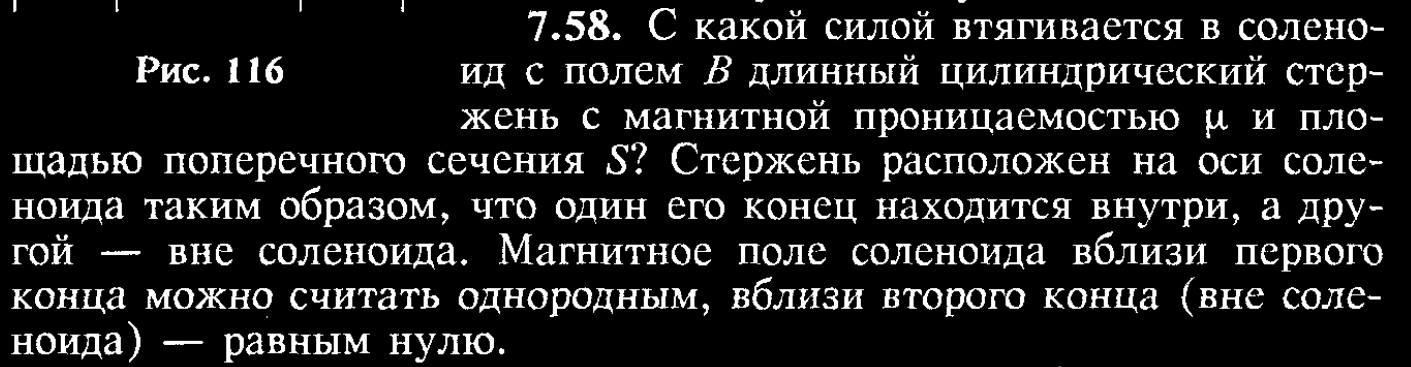 7.58. С какой силой втягивается в солено-
Рис. 116
ид с полем B длинный цилиндрический стер-
жень с магнитной проницаемостью μ и пло-
щадью поперечного сечения S? Стержень расположен на оси соле-
ноида таким образом, что один его конец находится внутри, а дру-
гой — вне соленоида. Магнитное поле соленоида вблизи первого
конца можно считать однородным, вблизи второго конца (вне соле-
ноида) — равным нулю.